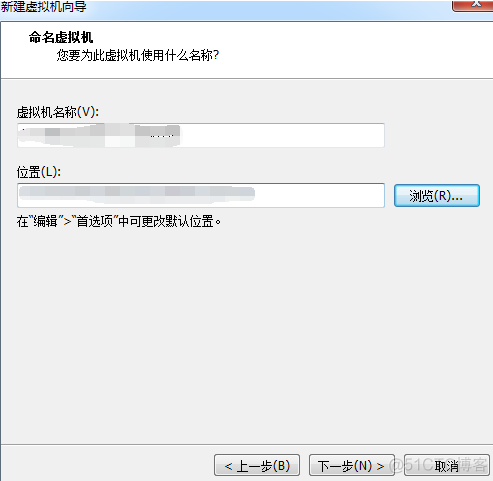 新建虚拟机向导
命名虚拟机
您要为此虚拟机使用什么名称?
虚拟机名称(V):
位置(L):
浏览(R)...
在"编辑">"首选项"中可更改默认位置。
< 上一步(B) 下一步(N) > 取消
@51CTO博客